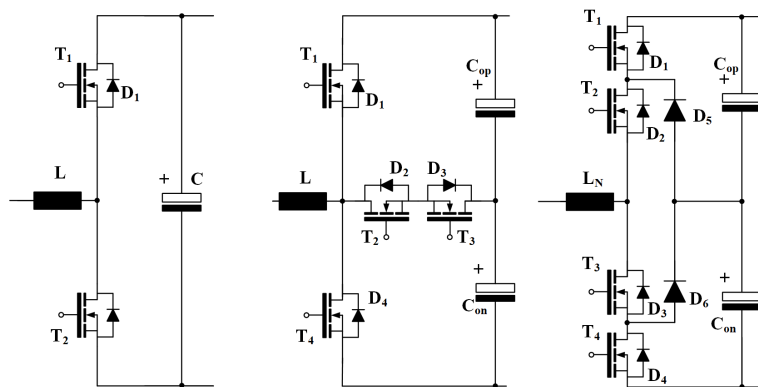 T1
D1
L
+
C
T2
T1
D1
Cop
+
L
D2
D3
T2
T3
+
Con
D4
T4
T1
D1
T2
D2
D5
Cop
+
LN
T3
D3
D6
+
Con
T4
D4